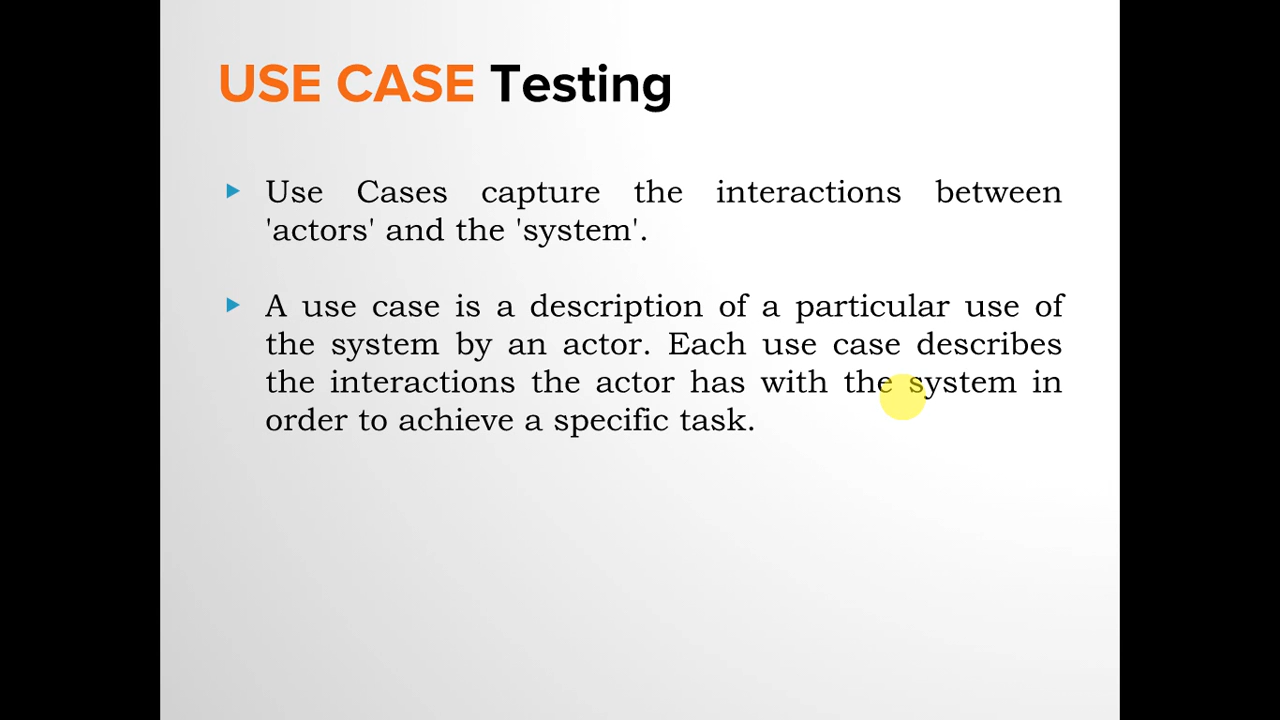 USE CASE Testing
Use Cases capture the interactions between
'actors' and the 'system'.
A use case is a description of a particular use of
the system by an actor. Each use case describes
the interactions the actor has with the system in
order to achieve a specific task.